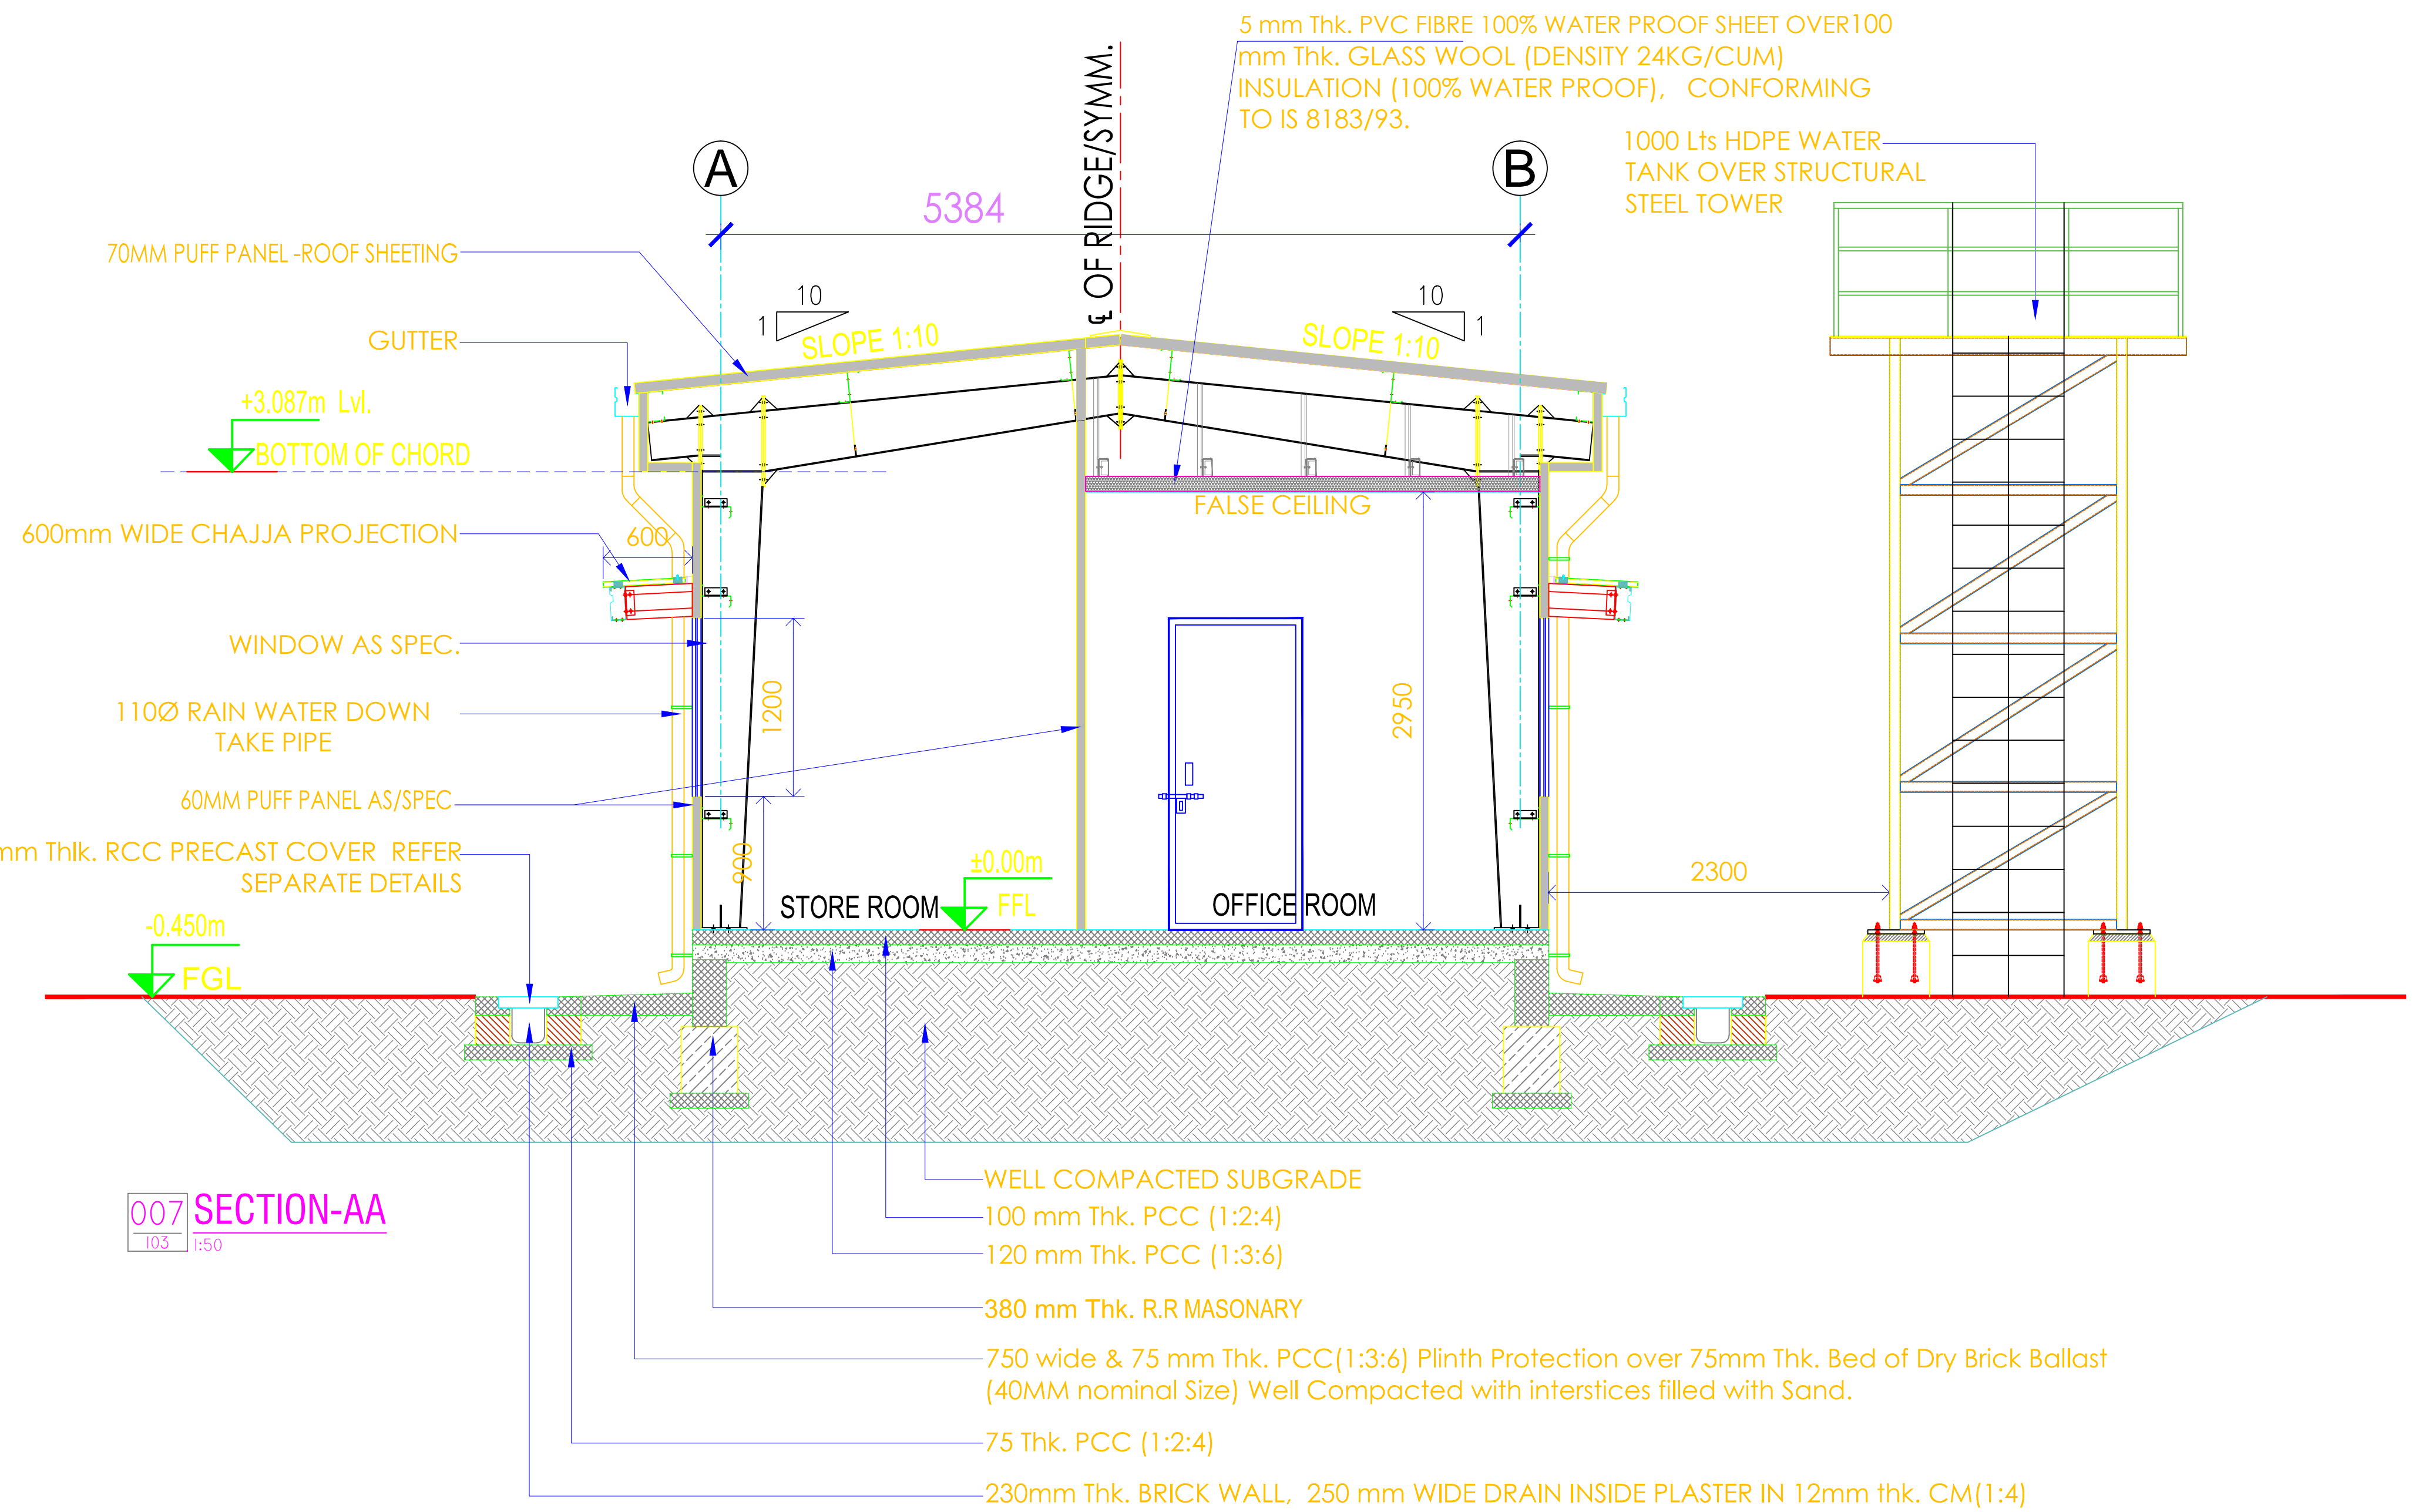 5 mm Thk. PVC FIBRE 100% WATER PROOF SHEET OVER100
mm Thk. GLASS WOOL (DENSITY 24KG/CUM)
INSULATION (100% WATER PROOF), CONFORMING
TO IS 8183/93.
1000 Lts HDPE WATER
TANK OVER STRUCTURAL
STEEL TOWER
℄ OF RIDGE/SYMM.
A
B
5384
70MM PUFF PANEL -ROOF SHEETING
10
1
SLOPE 1:10
10
1
SLOPE 1:10
GUTTER
+3.087m Lvl.
BOTTOM OF CHORD
FALSE CEILING
600mm WIDE CHAJJA PROJECTION
600
WINDOW AS SPEC.
110Ø RAIN WATER DOWN
TAKE PIPE
1200
2950
60MM PUFF PANEL AS/SPEC
mm Thlk. RCC PRECAST COVER REFER
SEPARATE DETAILS
900
±0.00m
FFL
STORE ROOM
OFFICE ROOM
2300
-0.450m
FGL
007
103
SECTION-AA
1:50
WELL COMPACTED SUBGRADE
100 mm Thk. PCC (1:2:4)
120 mm Thk. PCC (1:3:6)
380 mm Thk. R.R MASONARY
750 wide & 75 mm Thk. PCC(1:3:6) Plinth Protection over 75mm Thk. Bed of Dry Brick Ballast
(40MM nominal Size) Well Compacted with interstices filled with Sand.
75 Thk. PCC (1:2:4)
230mm Thk. BRICK WALL, 250 mm WIDE DRAIN INSIDE PLASTER IN 12mm thk. CM(1:4)